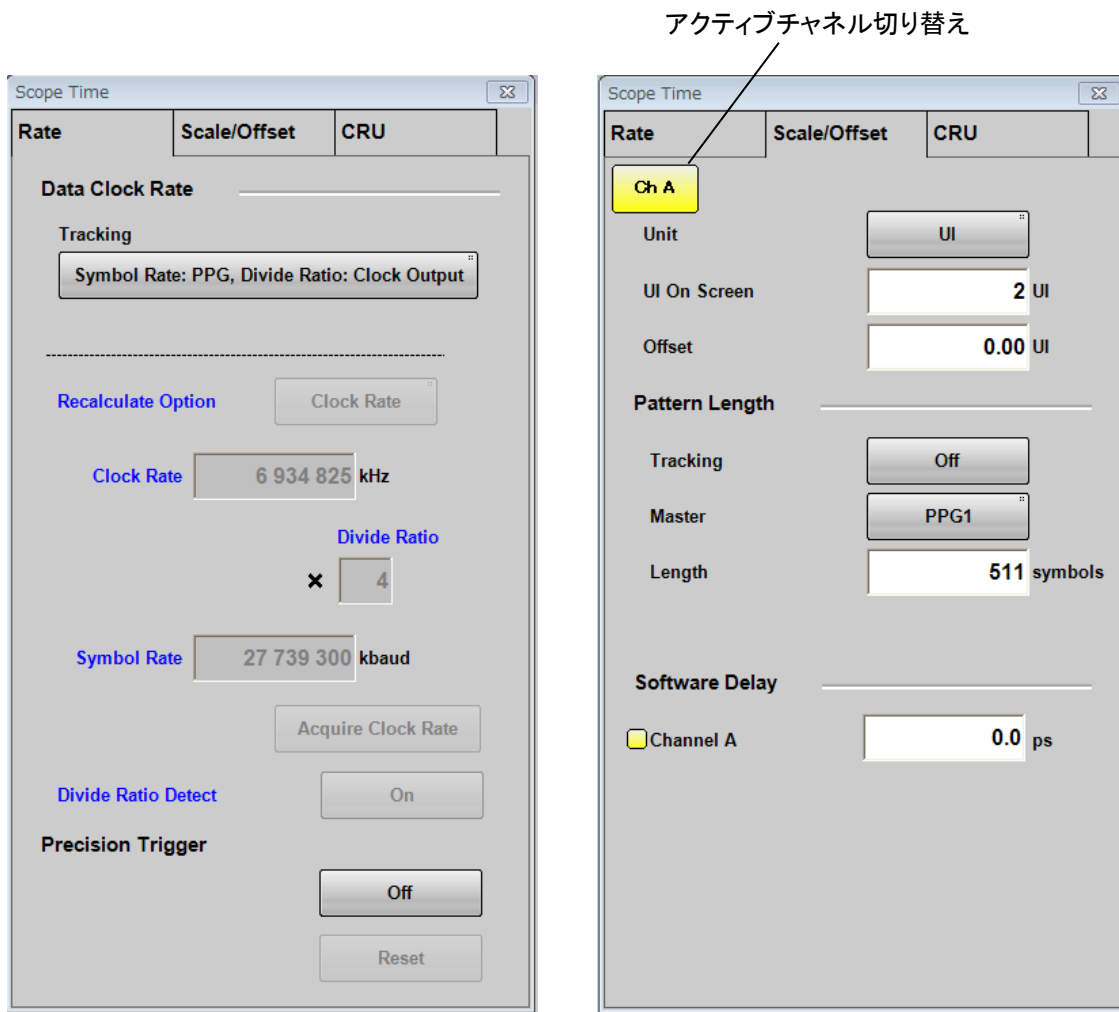 アクティブチャネル切り替え
Scope Time
Rate Scale/Offset CRU
Data Clock Rate
Tracking
Symbol Rate: PPG, Divide Ratio: Clock Output
Recalculate Option Clock Rate
Clock Rate 6 934 825 kHz
Divide Ratio
× 4
Symbol Rate 27 739 300 kbaud
Acquire Clock Rate
Divide Ratio Detect On
Precision Trigger
Off
Reset
Scope Time
Rate Scale/Offset CRU
Ch A
Unit UI
UI On Screen 2 UI
Offset 0.00 UI
Pattern Length
Tracking Off
Master PPG1
Length 511 symbols
Software Delay
Channel A 0.0 ps